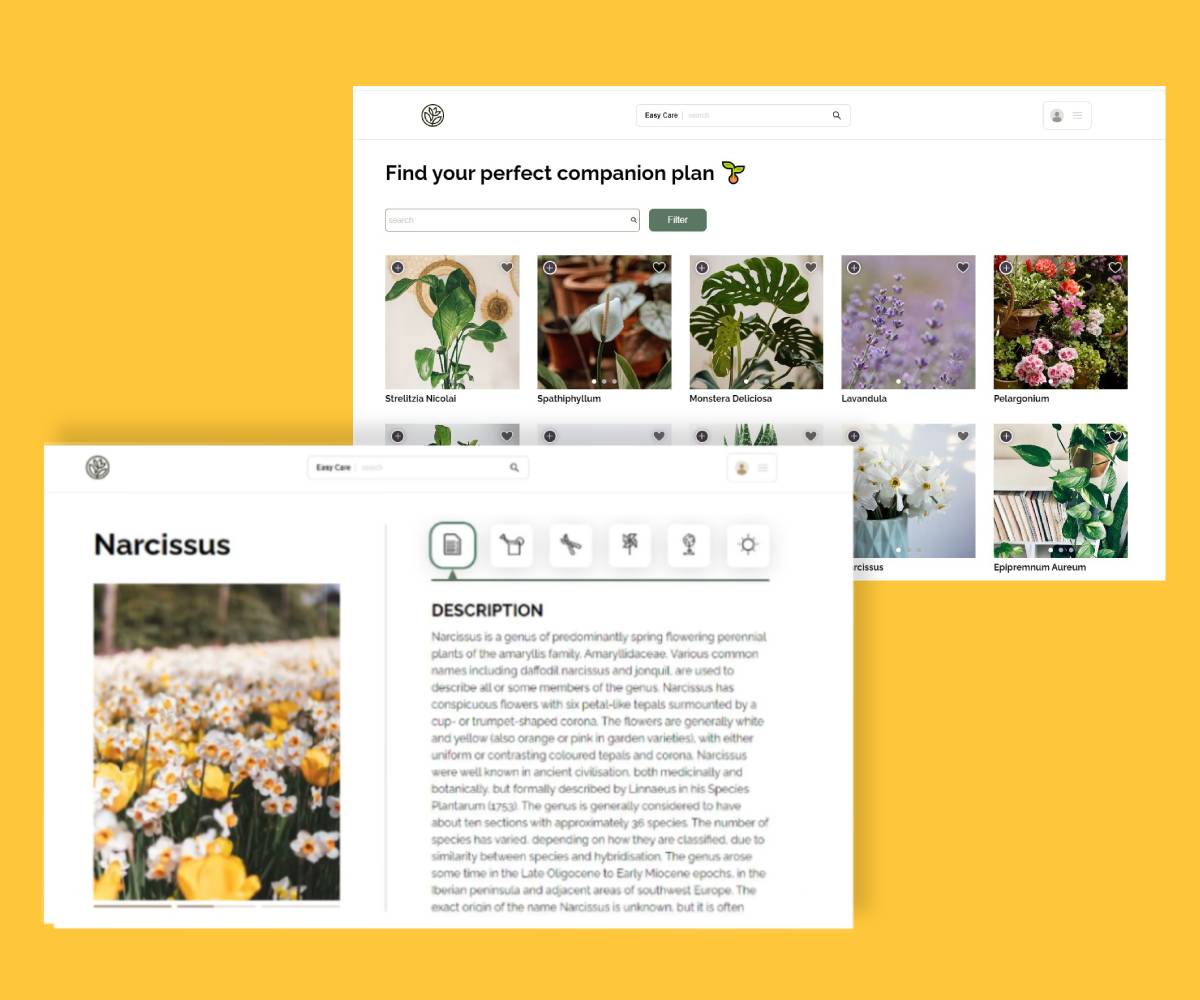 Easy Care search
Find your perfect companion plan
search
Filter
Strelitzia Nicolai
Spathiphyllum
Monstera Deliciosa
Lavandula
Pelargonium
rcissus
Epipremnum Aureum
Easy Care search
Narcissus
DESCRIPTION
Narcissus is a genus of predominantly spring flowering perennial
plants of the amaryllis family, Amaryllidaceae. Various common
names including daffodil narcissus and jonquil, are used to
describe all or some members of the genus. Narcissus has
conspicuous flowers with six petal-like tepals surmounted by a
cup- or trumpet-shaped corona. The flowers are generally white
and yellow (also orange or pink in garden varieties), with either
uniform or contrasting coloured tepals and corona. Narcissus
were well known in ancient civilisation, both medicinally and
botanically, but formally described by Linnaeus in his Species
Plantarum (1753). The genus is generally considered to have
about ten sections with approximately 36 species. The number of
species has varied, depending on how they are classified, due to
similarity between species and hybridisation. The genus arose
some time in the Late Oligocene to Early Miocene epochs, in the
Iberian peninsula and adjacent areas of southwest Europe. The
exact origin of the name Narcissus is unknown, but it is often